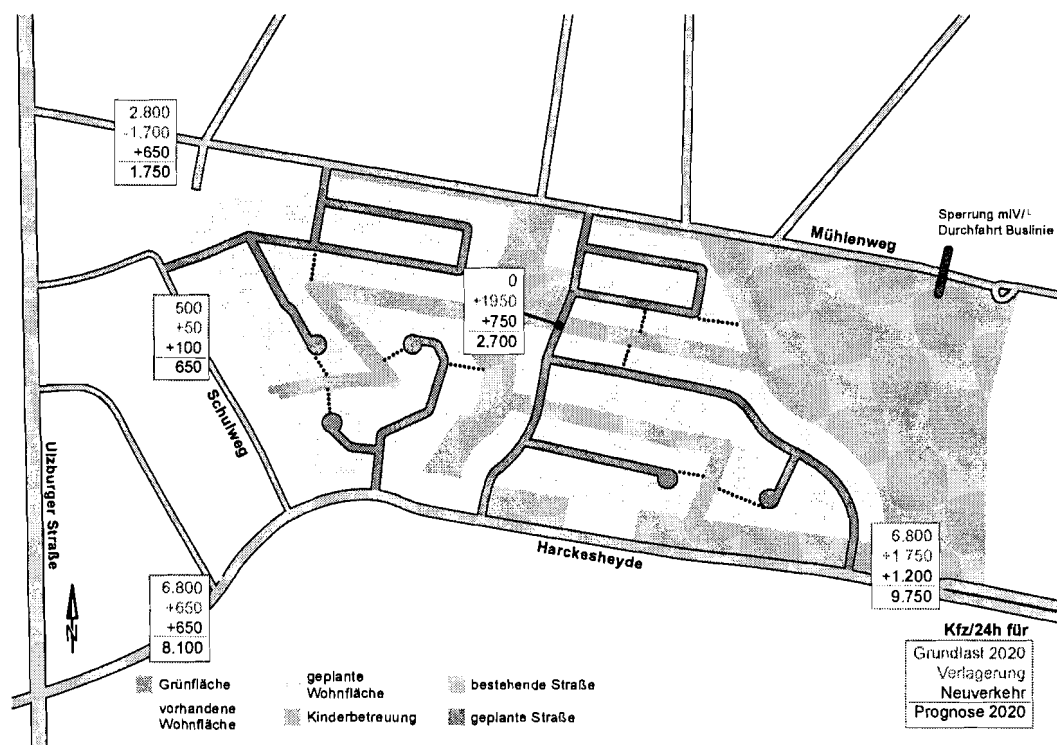 2.800
-1.700
+650
1.750
Sperrung mIV/
Durchfahrt Buslinie
Mühlenweg
0
+1950
+750
2.700
500
+50
+100
650
Schulweg
Ulzburger Straße
Harckesheyde
6.800
+1.750
+1.200
9.750
6.800
+650
+650
8.100
N
Kfz/24h für
Grundlast 2020
Verlagerung
Neuverkehr
Prognose 2020
Grünfläche
geplante
Wohnfläche
bestehende Straße
vorhandene
Wohnfläche
Kinderbetreuung
geplante Straße